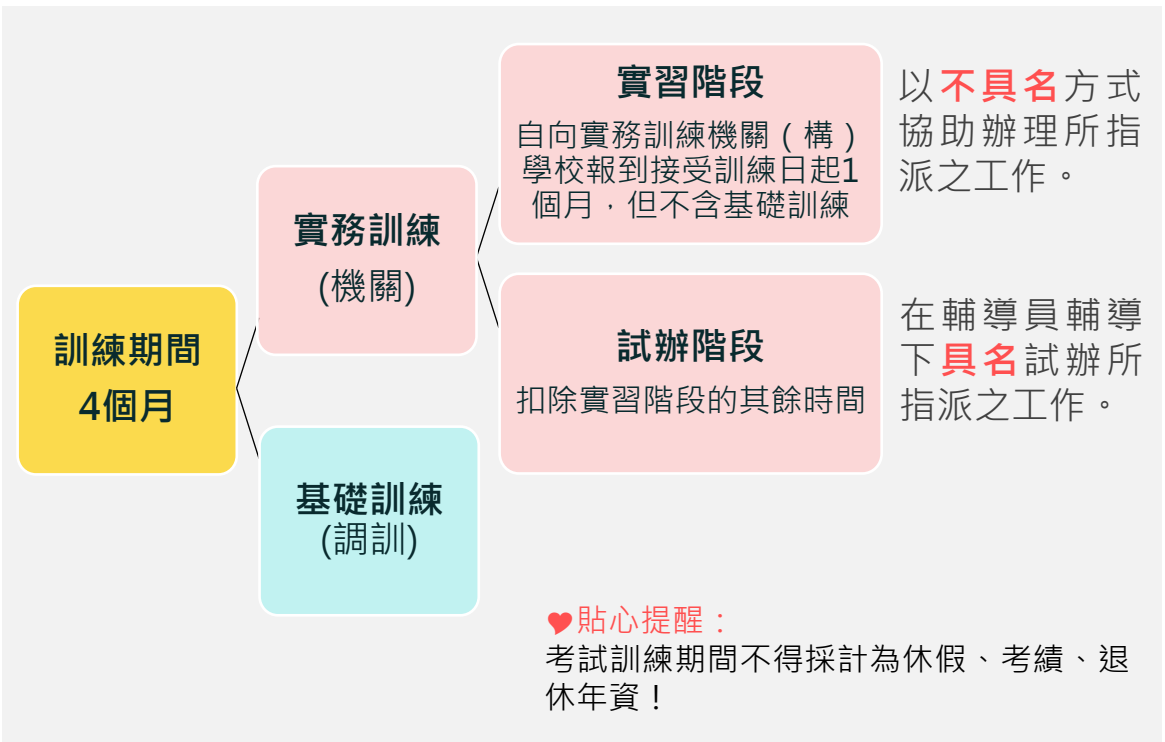 訓練期間
4個月
實務訓練
(機關)
基礎訓練
(調訓)
實習階段
自向實務訓練機關（構）
學校報到接受訓練日起1
個月，但不含基礎訓練
以不具名方式
協助辦理所指
派之工作。
試辦階段
扣除實習階段的其餘時間
在輔導員輔導
下具名試辦所
指派之工作。
♥貼心提醒：
考試訓練期間不得採計為休假、考績、退
休年資！